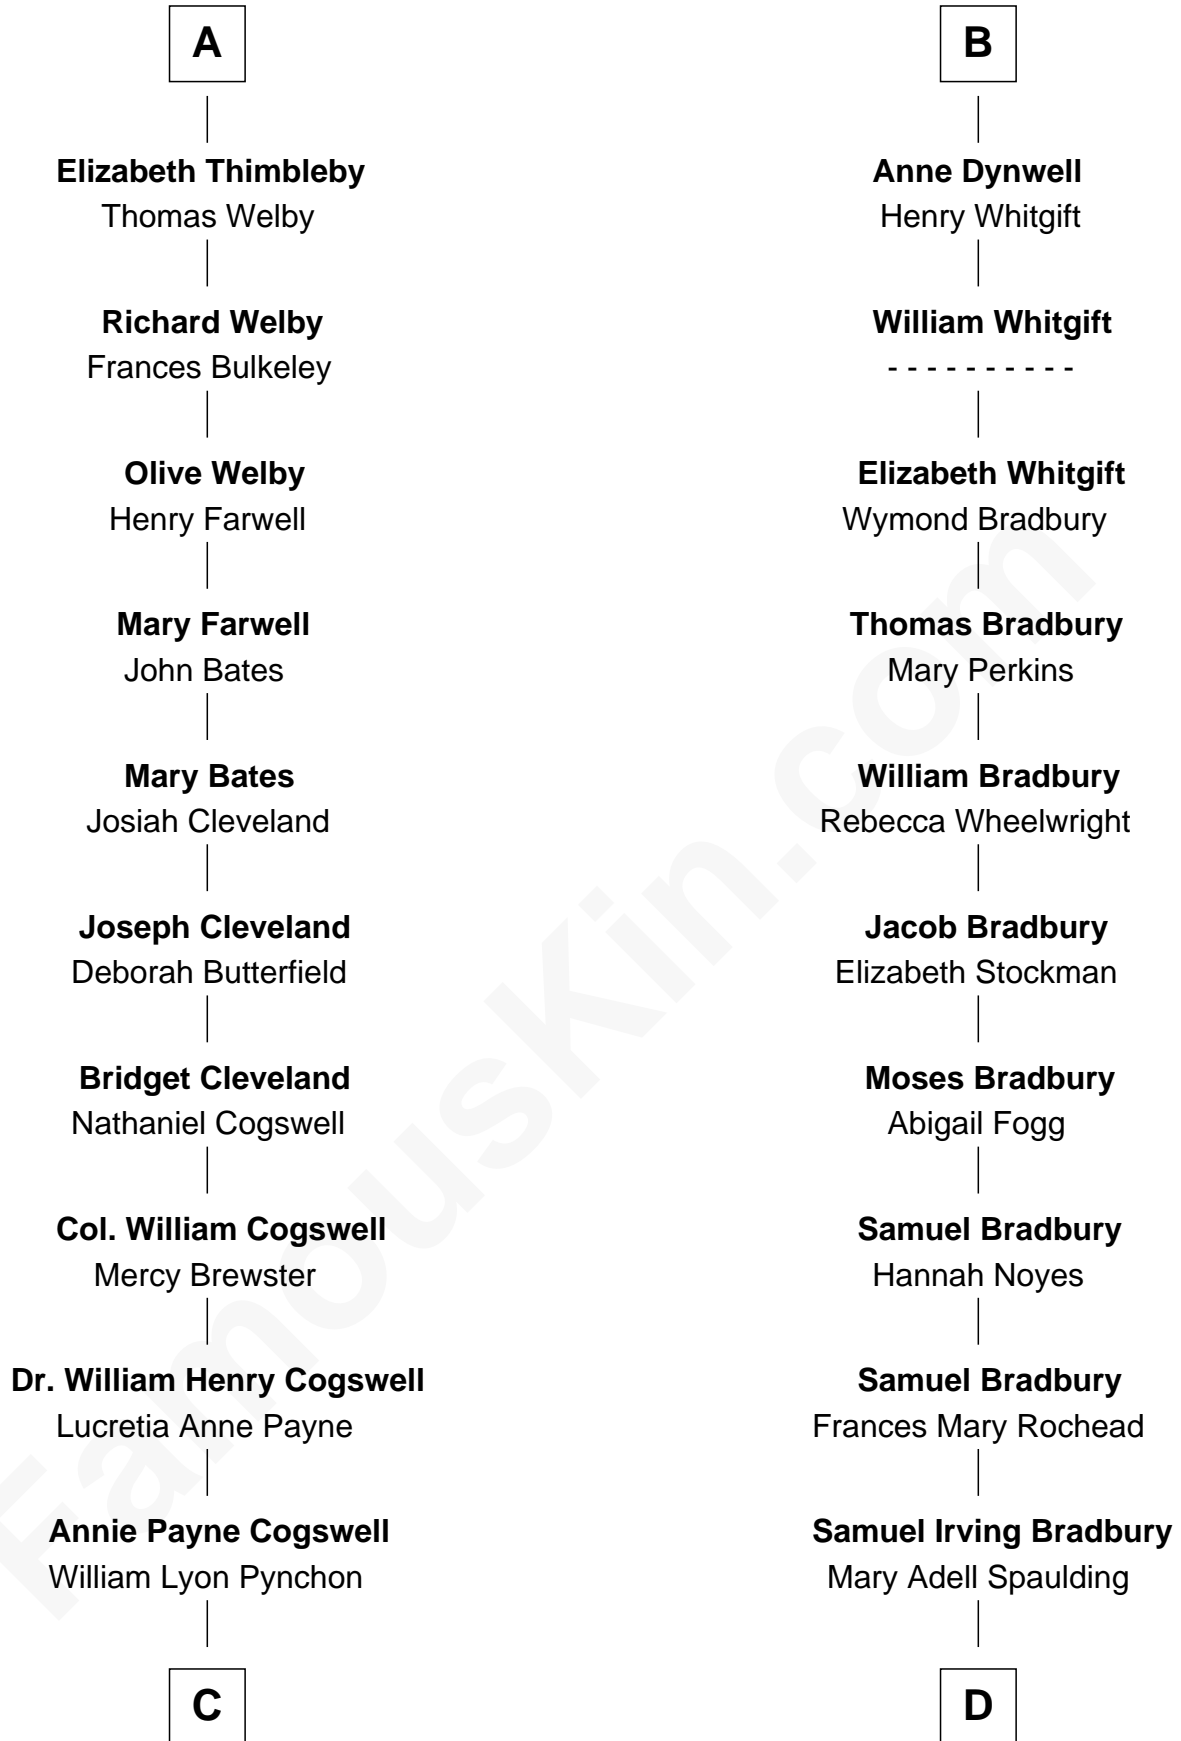 A
Elizabeth Thimbleby
Thomas Welby
Richard Welby
Frances Bulkeley
Olive Welby
Henry Farwell
Mary Farwell
John Bates
Mary Bates
Josiah Cleveland
Joseph Cleveland
Deborah Butterfield
Bridget Cleveland
Nathaniel Cogswell
Col. William Cogswell
Mercy Brewster
Dr. William Henry Cogswell
Lucretia Anne Payne
Annie Payne Cogswell
William Lyon Pynchon
C
B
Anne Dynwell
Henry Whitgift
William Whitgift
- - - - - - - - - -
Elizabeth Whitgift
Wymond Bradbury
Thomas Bradbury
Mary Perkins
William Bradbury
Rebecca Wheelwright
Jacob Bradbury
Elizabeth Stockman
Moses Bradbury
Abigail Fogg
Samuel Bradbury
Hannah Noyes
Samuel Bradbury
Frances Mary Rochead
Samuel Irving Bradbury
Mary Adell Spaulding
D
FamousKin.com